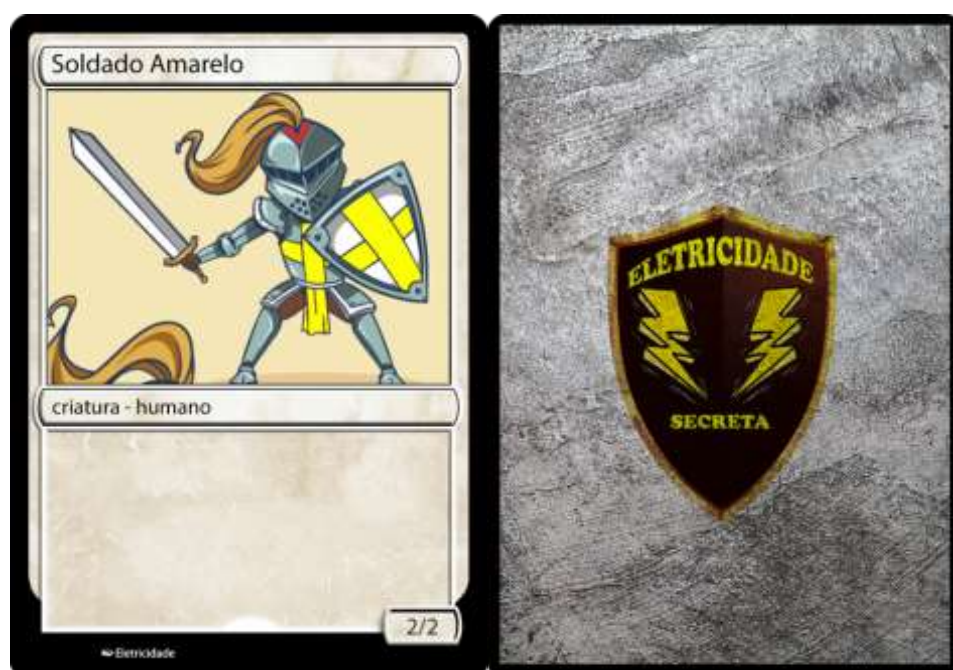 Soldado Amarelo
criatura - humano
2/2
Eletricidade
ELETRICIDADE
SECRETA